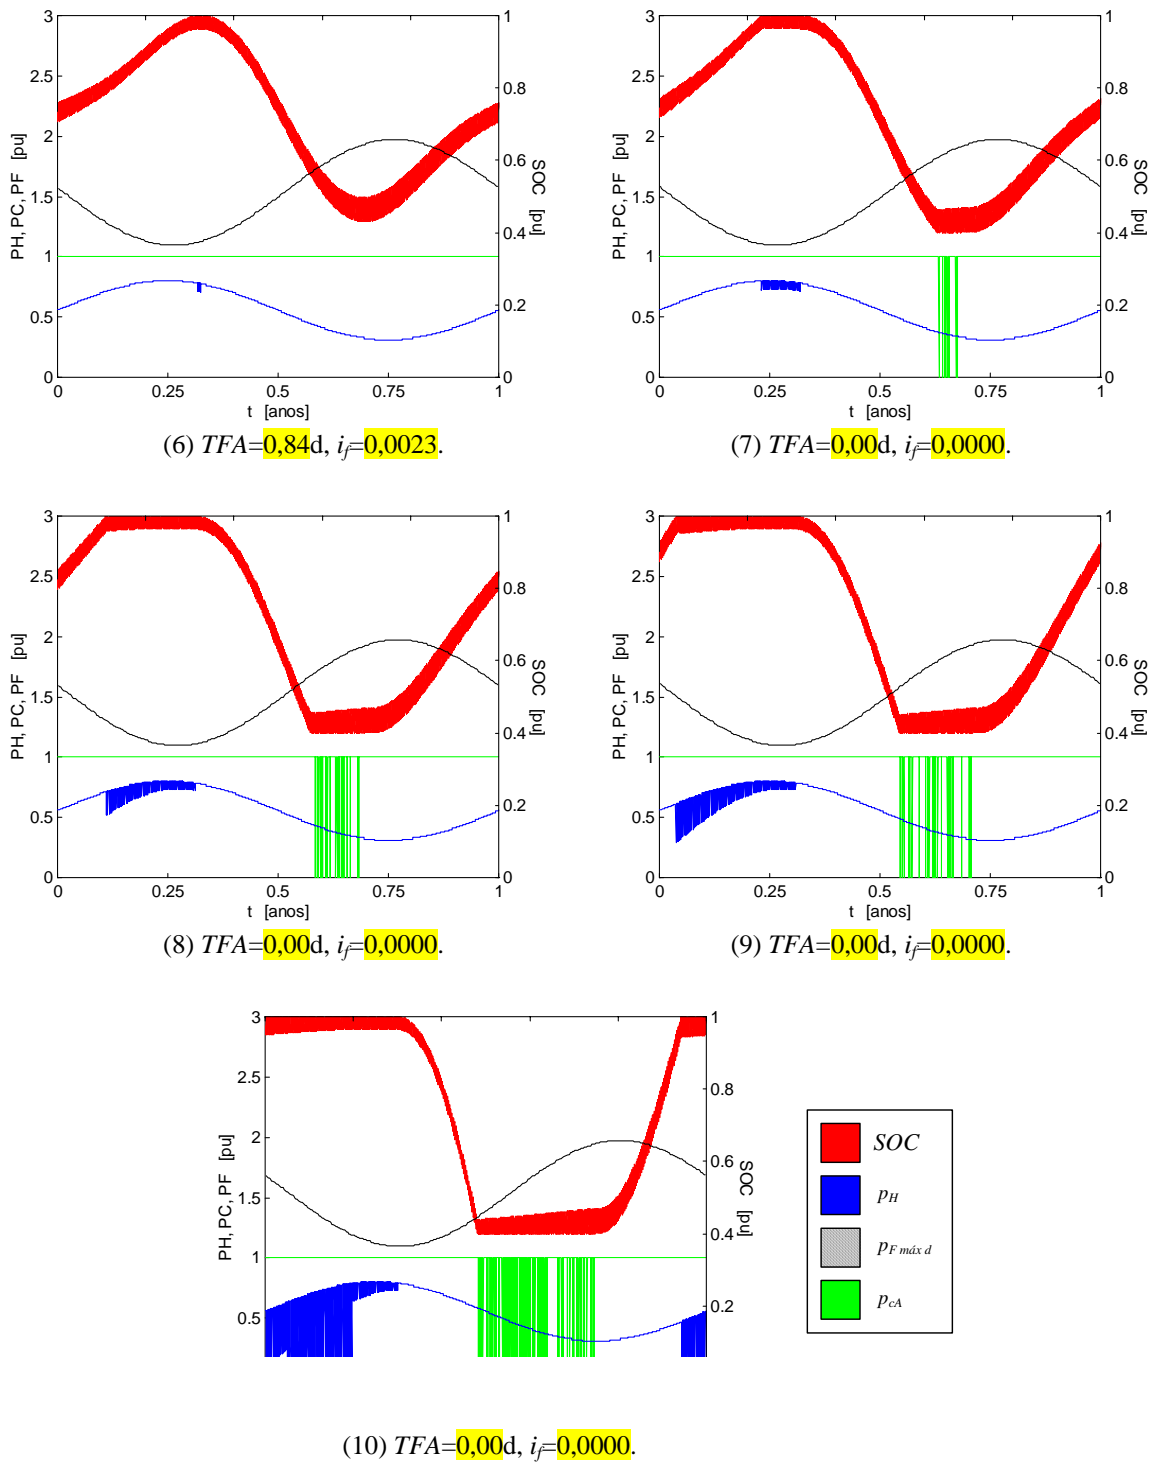 3
2.5
2
1.5
1
0.5
0
1
0.8
0.6
0.4
0.2
0
PH, PC, PF [pu]
SOC [pu]
0 0.25 0.5 0.75 1
t [anos]
(6) TFA=0,84d, if=0,0023.
3
2.5
2
1.5
1
0.5
0
1
0.8
0.6
0.4
0.2
0
PH, PC, PF [pu]
SOC [pu]
0 0.25 0.5 0.75 1
t [anos]
(7) TFA=0,00d, if=0,0000.
3
2.5
2
1.5
1
0.5
0
1
0.8
0.6
0.4
0.2
0
PH, PC, PF [pu]
SOC [pu]
0 0.25 0.5 0.75 1
t [anos]
(8) TFA=0,00d, if=0,0000.
3
2.5
2
1.5
1
0.5
0
1
0.8
0.6
0.4
0.2
0
PH, PC, PF [pu]
SOC [pu]
0 0.25 0.5 0.75 1
t [anos]
(9) TFA=0,00d, if=0,0000.
3
2.5
2
1.5
1
0.5
1
0.8
0.6
0.4
0.2
PH, PC, PF [pu]
SOC [pu]
SOC
pH
pF máx d
pcA
(10) TFA=0,00d, if=0,0000.